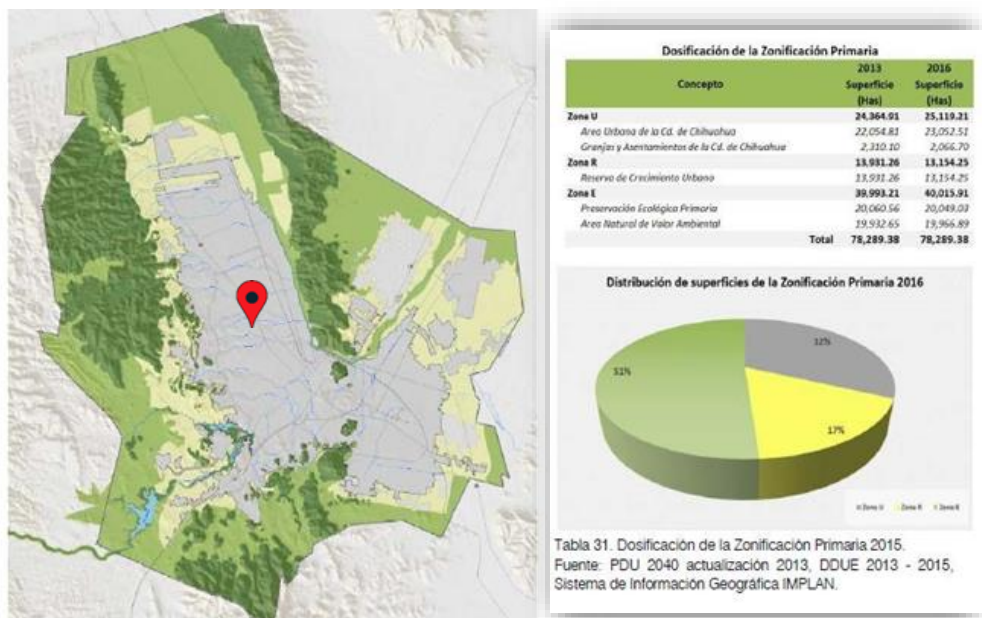 Dosificación de la Zonificación Primaria
Concepto 2013 Superficie (Has) 2016 Superficie (Has)
Zona U 24,364.91 25,119.21
Area Urbana de la Cd. de Chihuahua 22,054.81 23,052.51
Granjas y Asentamientos de la Cd. de Chihuahua 2,310.10 2,066.70
Zona R 13,931.26 13,154.25
Reserva de Crecimiento Urbano 13,931.26 13,154.25
Zona E 39,993.21 40,015.91
Preservación Ecológica Primaria 20,060.56 20,049.03
Area Natural de Valor Ambiental 19,932.65 19,966.89
Total 78,289.38 78,289.38
Distribución de superficies de la Zonificación Primaria 2016
51%
32%
17%
Zona U Zona R Zona E
Tabla 31. Dosificación de la Zonificación Primaria 2015.
Fuente: PDU 2040 actualización 2013, DDUE 2013 - 2015,
Sistema de Información Geográfica IMPLAN.